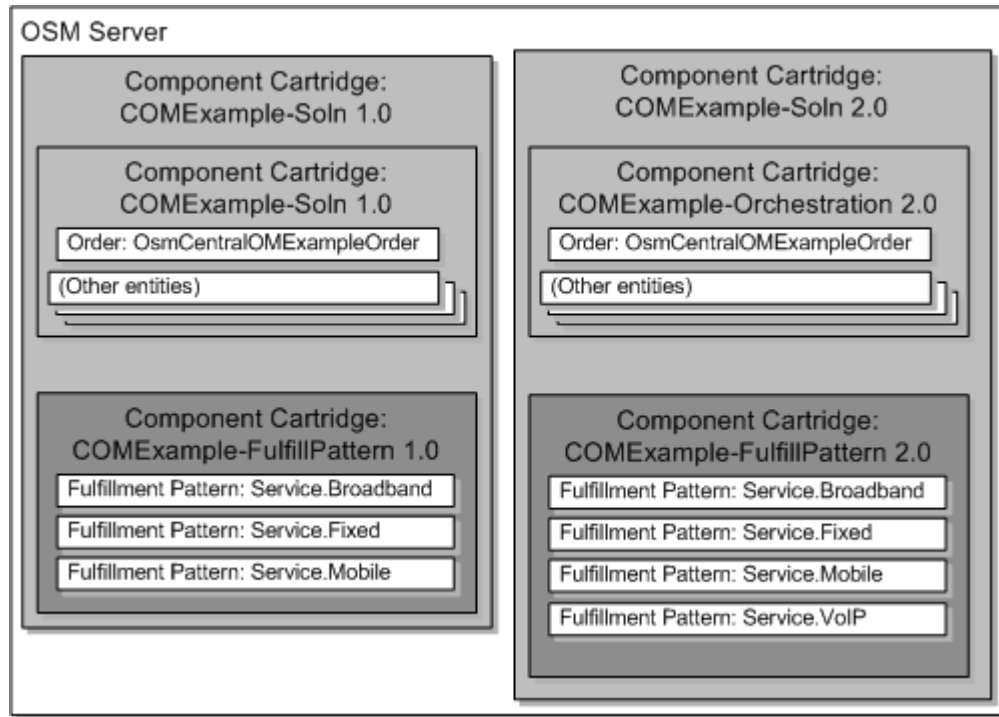 OSM Server
Component Cartridge:
COMExample-Soln 1.0
Component Cartridge:
COMExample-Soln 1.0
Order: OsmCentralOMExampleOrder
(Other entities)
Component Cartridge:
COMExample-FulfillPattern 1.0
Fulfillment Pattern: Service.Broadband
Fulfillment Pattern: Service.Fixed
Fulfillment Pattern: Service.Mobile
Component Cartridge:
COMExample-Soln 2.0
Component Cartridge:
COMExample-Orchestration 2.0
Order: OsmCentralOMExampleOrder
(Other entities)
Component Cartridge:
COMExample-FulfillPattern 2.0
Fulfillment Pattern: Service.Broadband
Fulfillment Pattern: Service.Fixed
Fulfillment Pattern: Service.Mobile
Fulfillment Pattern: Service.VoIP